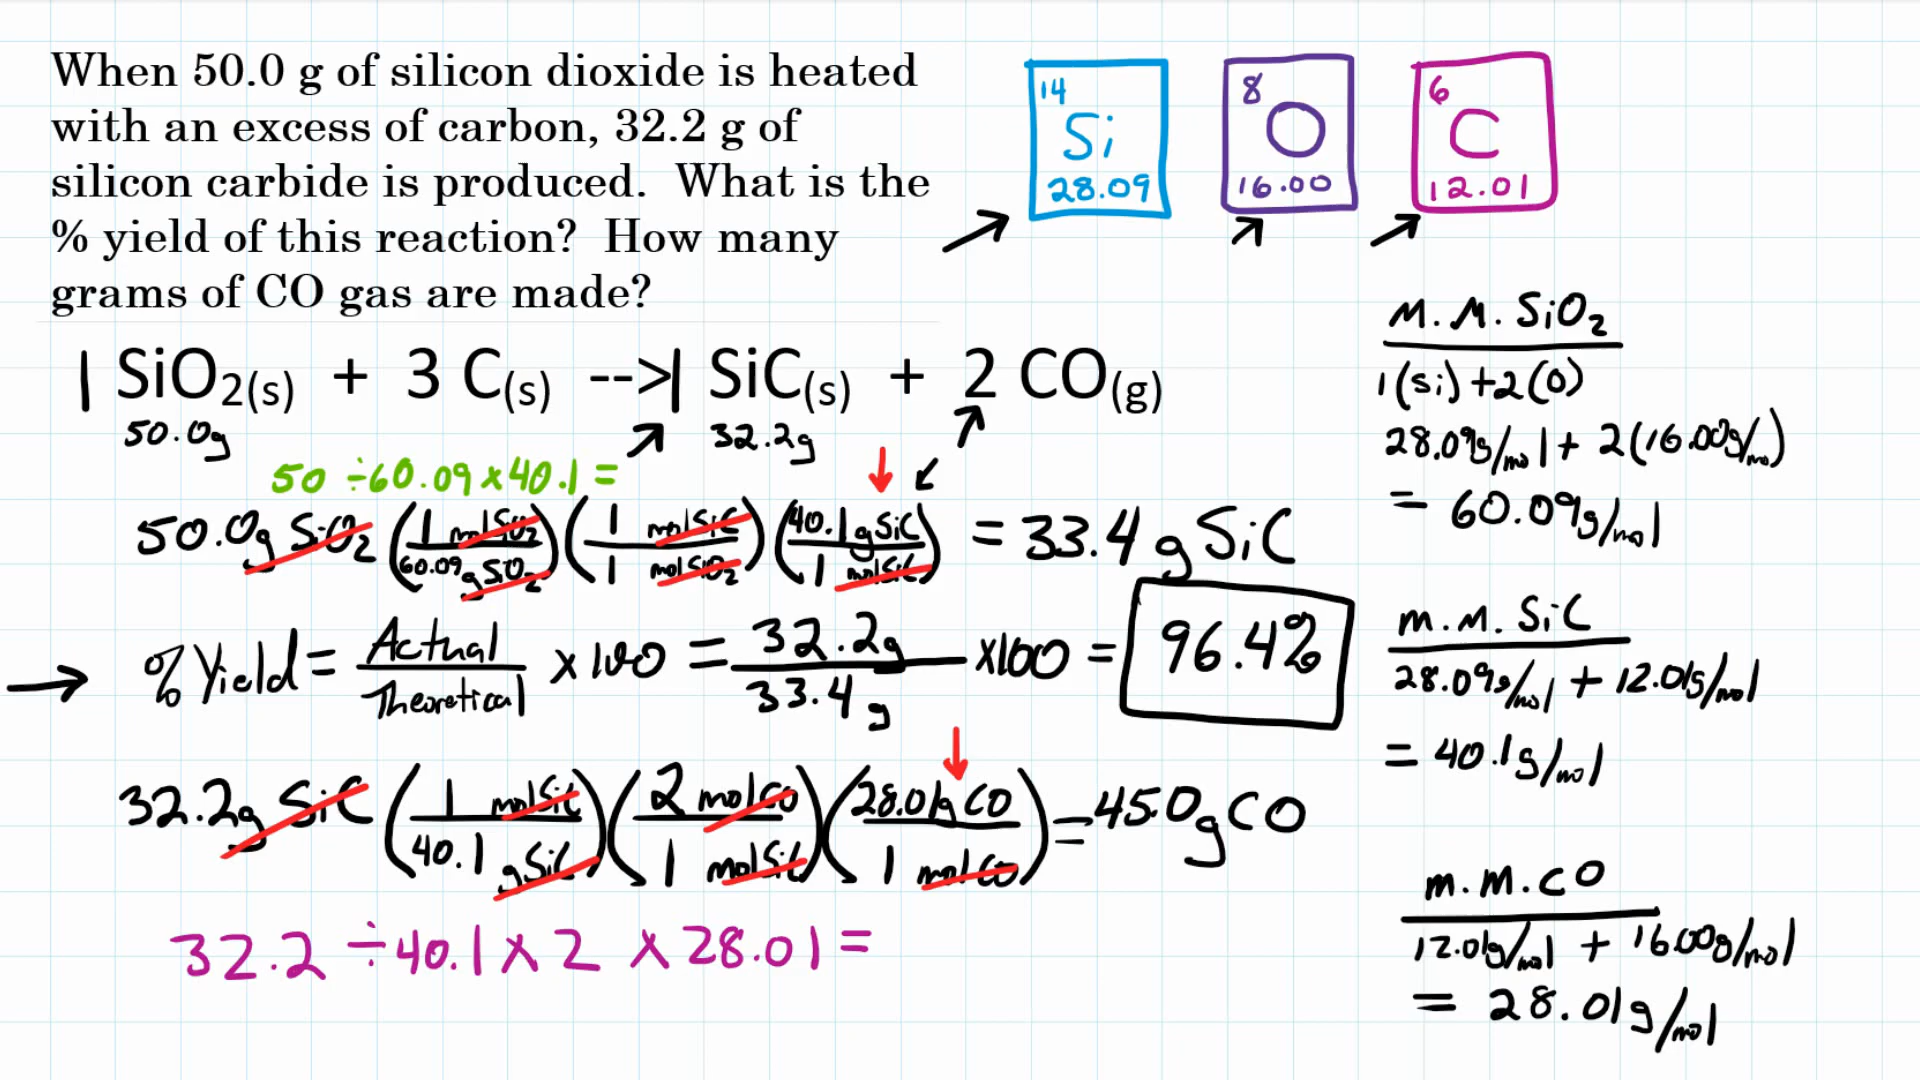 When 50.0 g of silicon dioxide is heated
with an excess of carbon, 32.2 g of
silicon carbide is produced.  What is the
% yield of this reaction?  How many
grams of CO gas are made?
14
Si
28.09
8
O
16.00
6
C
12.01
1 SiO2(s) + 3 C(s) -->1 SiC(s) + 2 CO(g)
50.0g 32.2g
50 ÷60.09 ×40.1 =
50.0g SiO2 (1 mol SiO2 / 60.09 g SiO2) (1 mol SiC / 1 mol SiO2) (40.1 g SiC / 1 mol SiC) = 33.4 g SiC
% Yield = Actual / Theoretical ×100 = 32.2g / 33.4 g ×100 = 96.4%
32.2g SiC (1 mol SiC / 40.1 g SiC) (2 mol CO / 1 mol SiC) (28.01g CO / 1 mol CO) = 45.0g CO
32.2 ÷40.1 × 2 × 28.01 =
M.M. SiO2
1(Si) +2(O)
28.09g/mol + 2(16.00g/mol)
= 60.09g/mol
M.M. SiC
28.09g/mol + 12.01g/mol
= 40.1g/mol
M.M. CO
12.01g/mol + 16.00g/mol
= 28.01g/mol